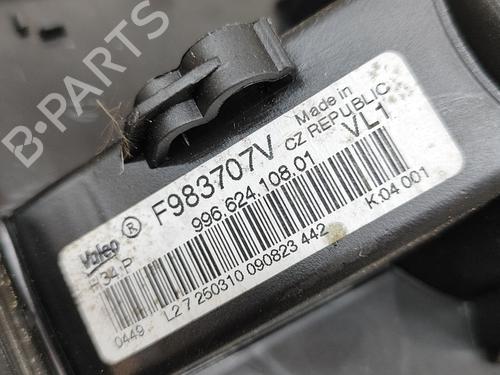 B-PARTS
Valeo ® F983707V Made in
CZ REPUBLIC
996.624.108.01 VL1
H34 P K:04 001
0449 L2 7 250310 090823 442